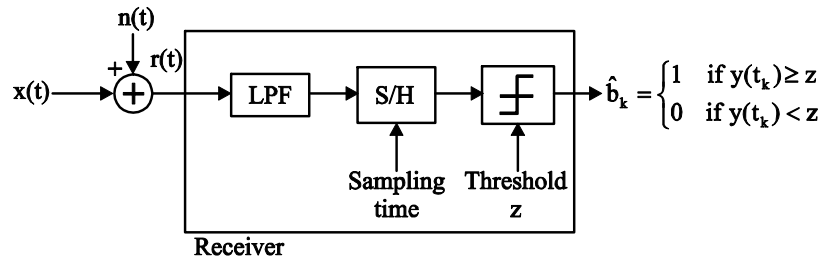 n(t)
+
r(t)
x(t)
+
LPF
S/H
b̂ₖ = { 1 if y(tₖ) ≥ z
0 if y(tₖ) < z
Sampling
time
Threshold
z
Receiver